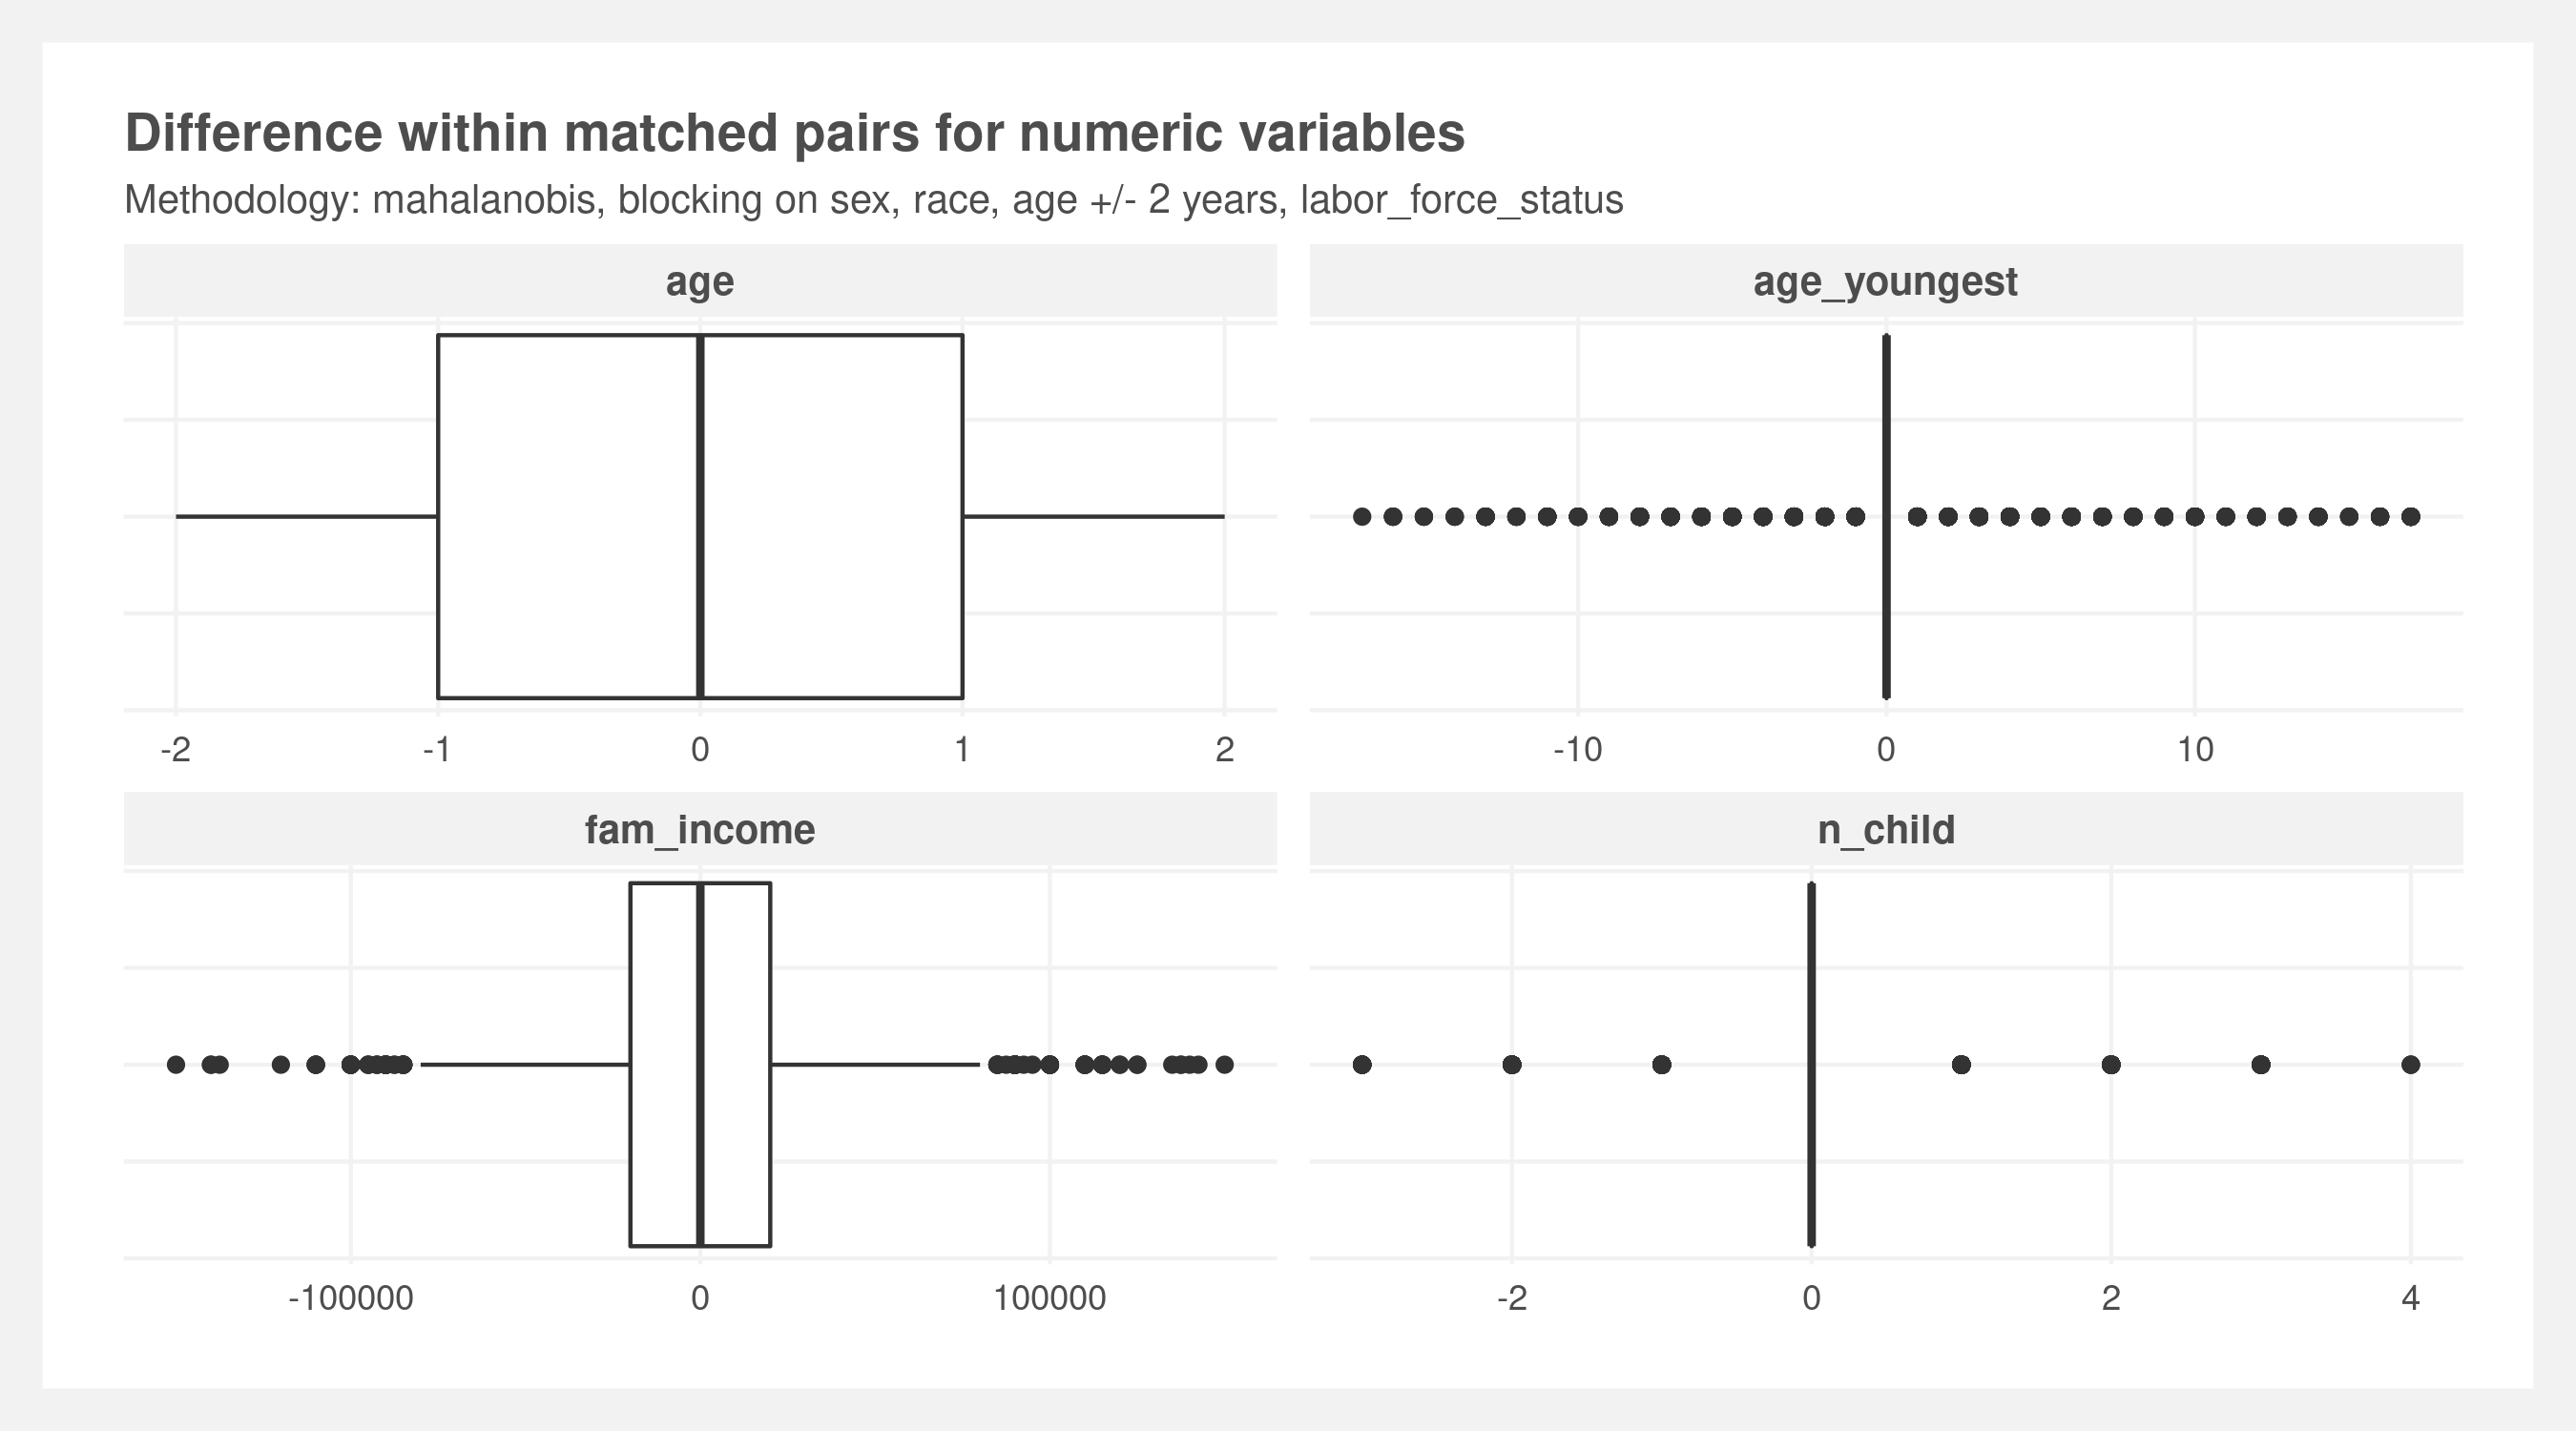 Difference within matched pairs for numeric variables
Methodology: mahalanobis, blocking on sex, race, age +/- 2 years, labor_force_status
age
age_youngest
-2 -1 0 1 2
-10 0 10
fam_income
n_child
-100000 0 100000
-2 0 2 4